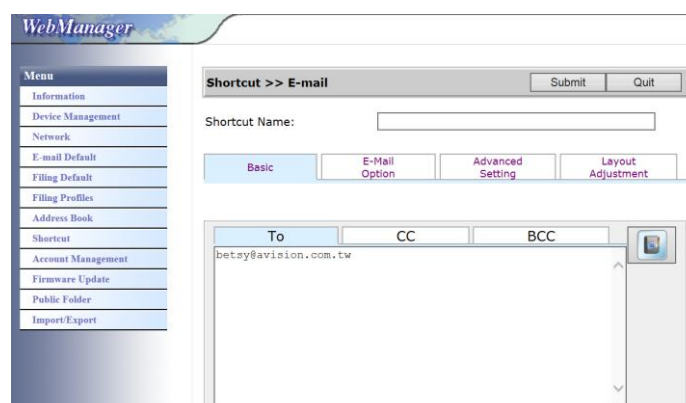 WebManager
Menu
Information
Device Management
Network
E-mail Default
Filing Default
Filing Profiles
Address Book
Shortcut
Account Management
Firmware Update
Public Folder
Import/Export
Shortcut >> E-mail
Submit
Quit
Shortcut Name:
Basic
E-Mail
Option
Advanced
Setting
Layout
Adjustment
To
CC
BCC
betsy@avision.com.tw